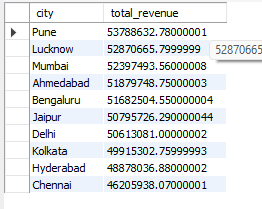 city total_revenue
Pune 53788632.78000001
Lucknow 52870665.7999999 52870665
Mumbai 52397493.56000008
Ahmedabad 51879748.75000003
Bengaluru 51682504.550000004
Jaipur 50795726.290000044
Delhi 50613081.00000002
Kolkata 49915302.75999993
Hyderabad 48878036.88000002
Chennai 46205938.07000001